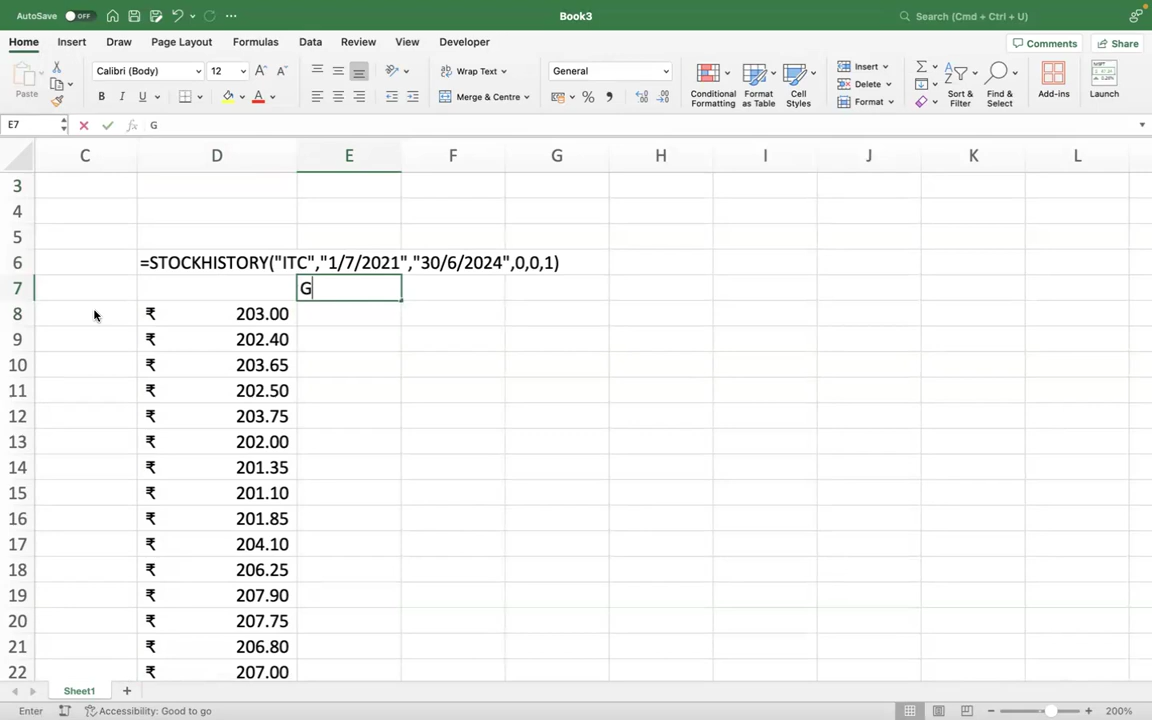 AutoSave OFF Book3 Search (Cmd + Ctrl + U)
Home Insert Draw Page Layout Formulas Data Review View Developer Comments Share
Paste Calibri (Body) 12 A A Wrap Text General Insert Delete Format
B I U A Merge & Centre % Conditional Formatting Format as Table Cell Styles Sort & Filter Find & Select Add-ins Launch
E7 fx G
C D E F G H I J K L
3
4
5
6 =STOCKHISTORY("ITC","1/7/2021","30/6/2024",0,0,1)
7 G
8 ₹ 203.00
9 ₹ 202.40
10 ₹ 203.65
11 ₹ 202.50
12 ₹ 203.75
13 ₹ 202.00
14 ₹ 201.35
15 ₹ 201.10
16 ₹ 201.85
17 ₹ 204.10
18 ₹ 206.25
19 ₹ 207.90
20 ₹ 207.75
21 ₹ 206.80
22 ₹ 207.00
Sheet1
Enter Accessibility: Good to go 200%